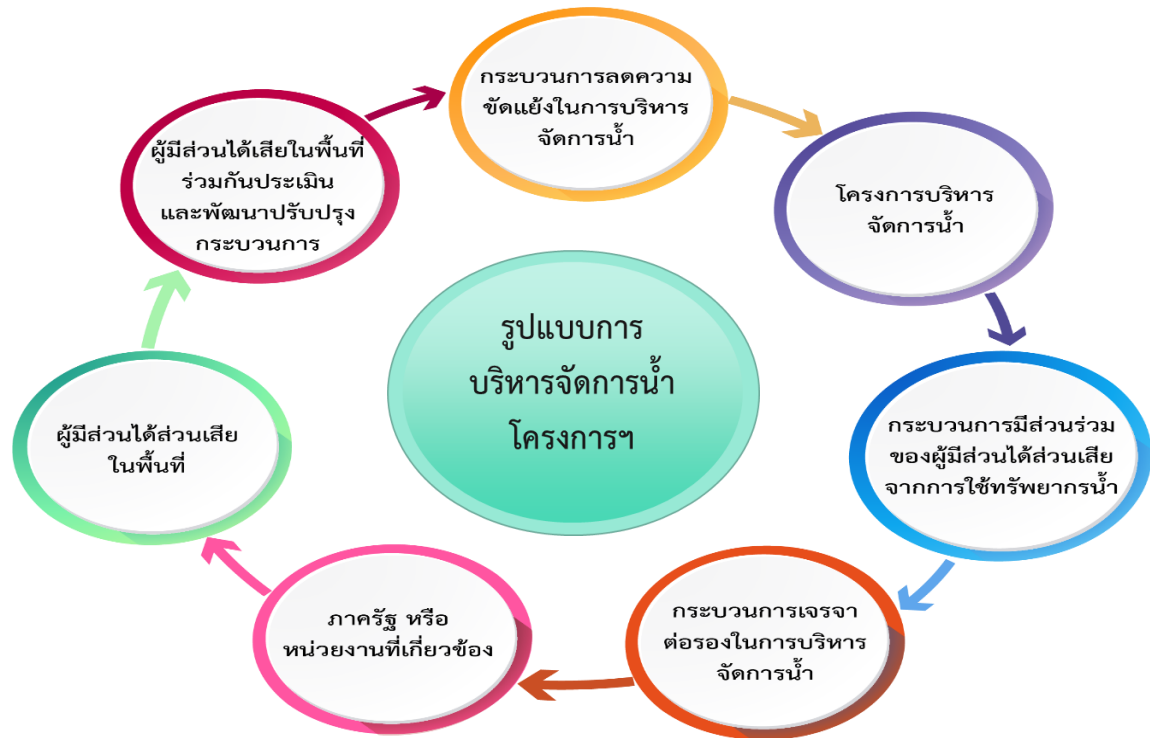 กระบวนการลดความ
ขัดแย้งในการบริหาร
จัดการน้ำ
โครงการบริหาร
จัดการน้ำ
กระบวนการมีส่วนร่วม
ของผู้มีส่วนได้ส่วนเสีย
จากการใช้ทรัพยากรน้ำ
กระบวนการเจรจา
ต่อรองในการบริหาร
จัดการน้ำ
ภาครัฐ หรือ
หน่วยงานที่เกี่ยวข้อง
ผู้มีส่วนได้ส่วนเสีย
ในพื้นที่
ผู้มีส่วนได้เสียในพื้นที่
ร่วมกันประเมิน
และพัฒนาปรับปรุง
กระบวนการ
รูปแบบการ
บริหารจัดการน้ำ
โครงการฯ